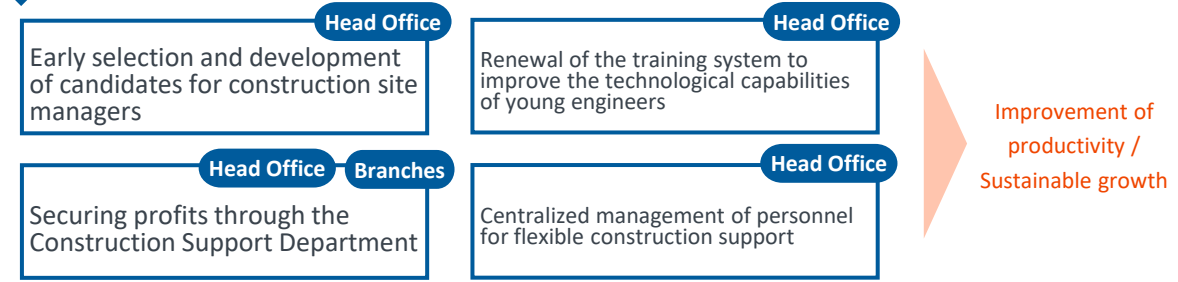 Head Office
Early selection and development
of candidates for construction site
managers
Head Office
Renewal of the training system to
improve the technological capabilities
of young engineers
Head Office
Branches
Securing profits through the
Construction Support Department
Head Office
Centralized management of personnel
for flexible construction support
Improvement of
productivity /
Sustainable growth